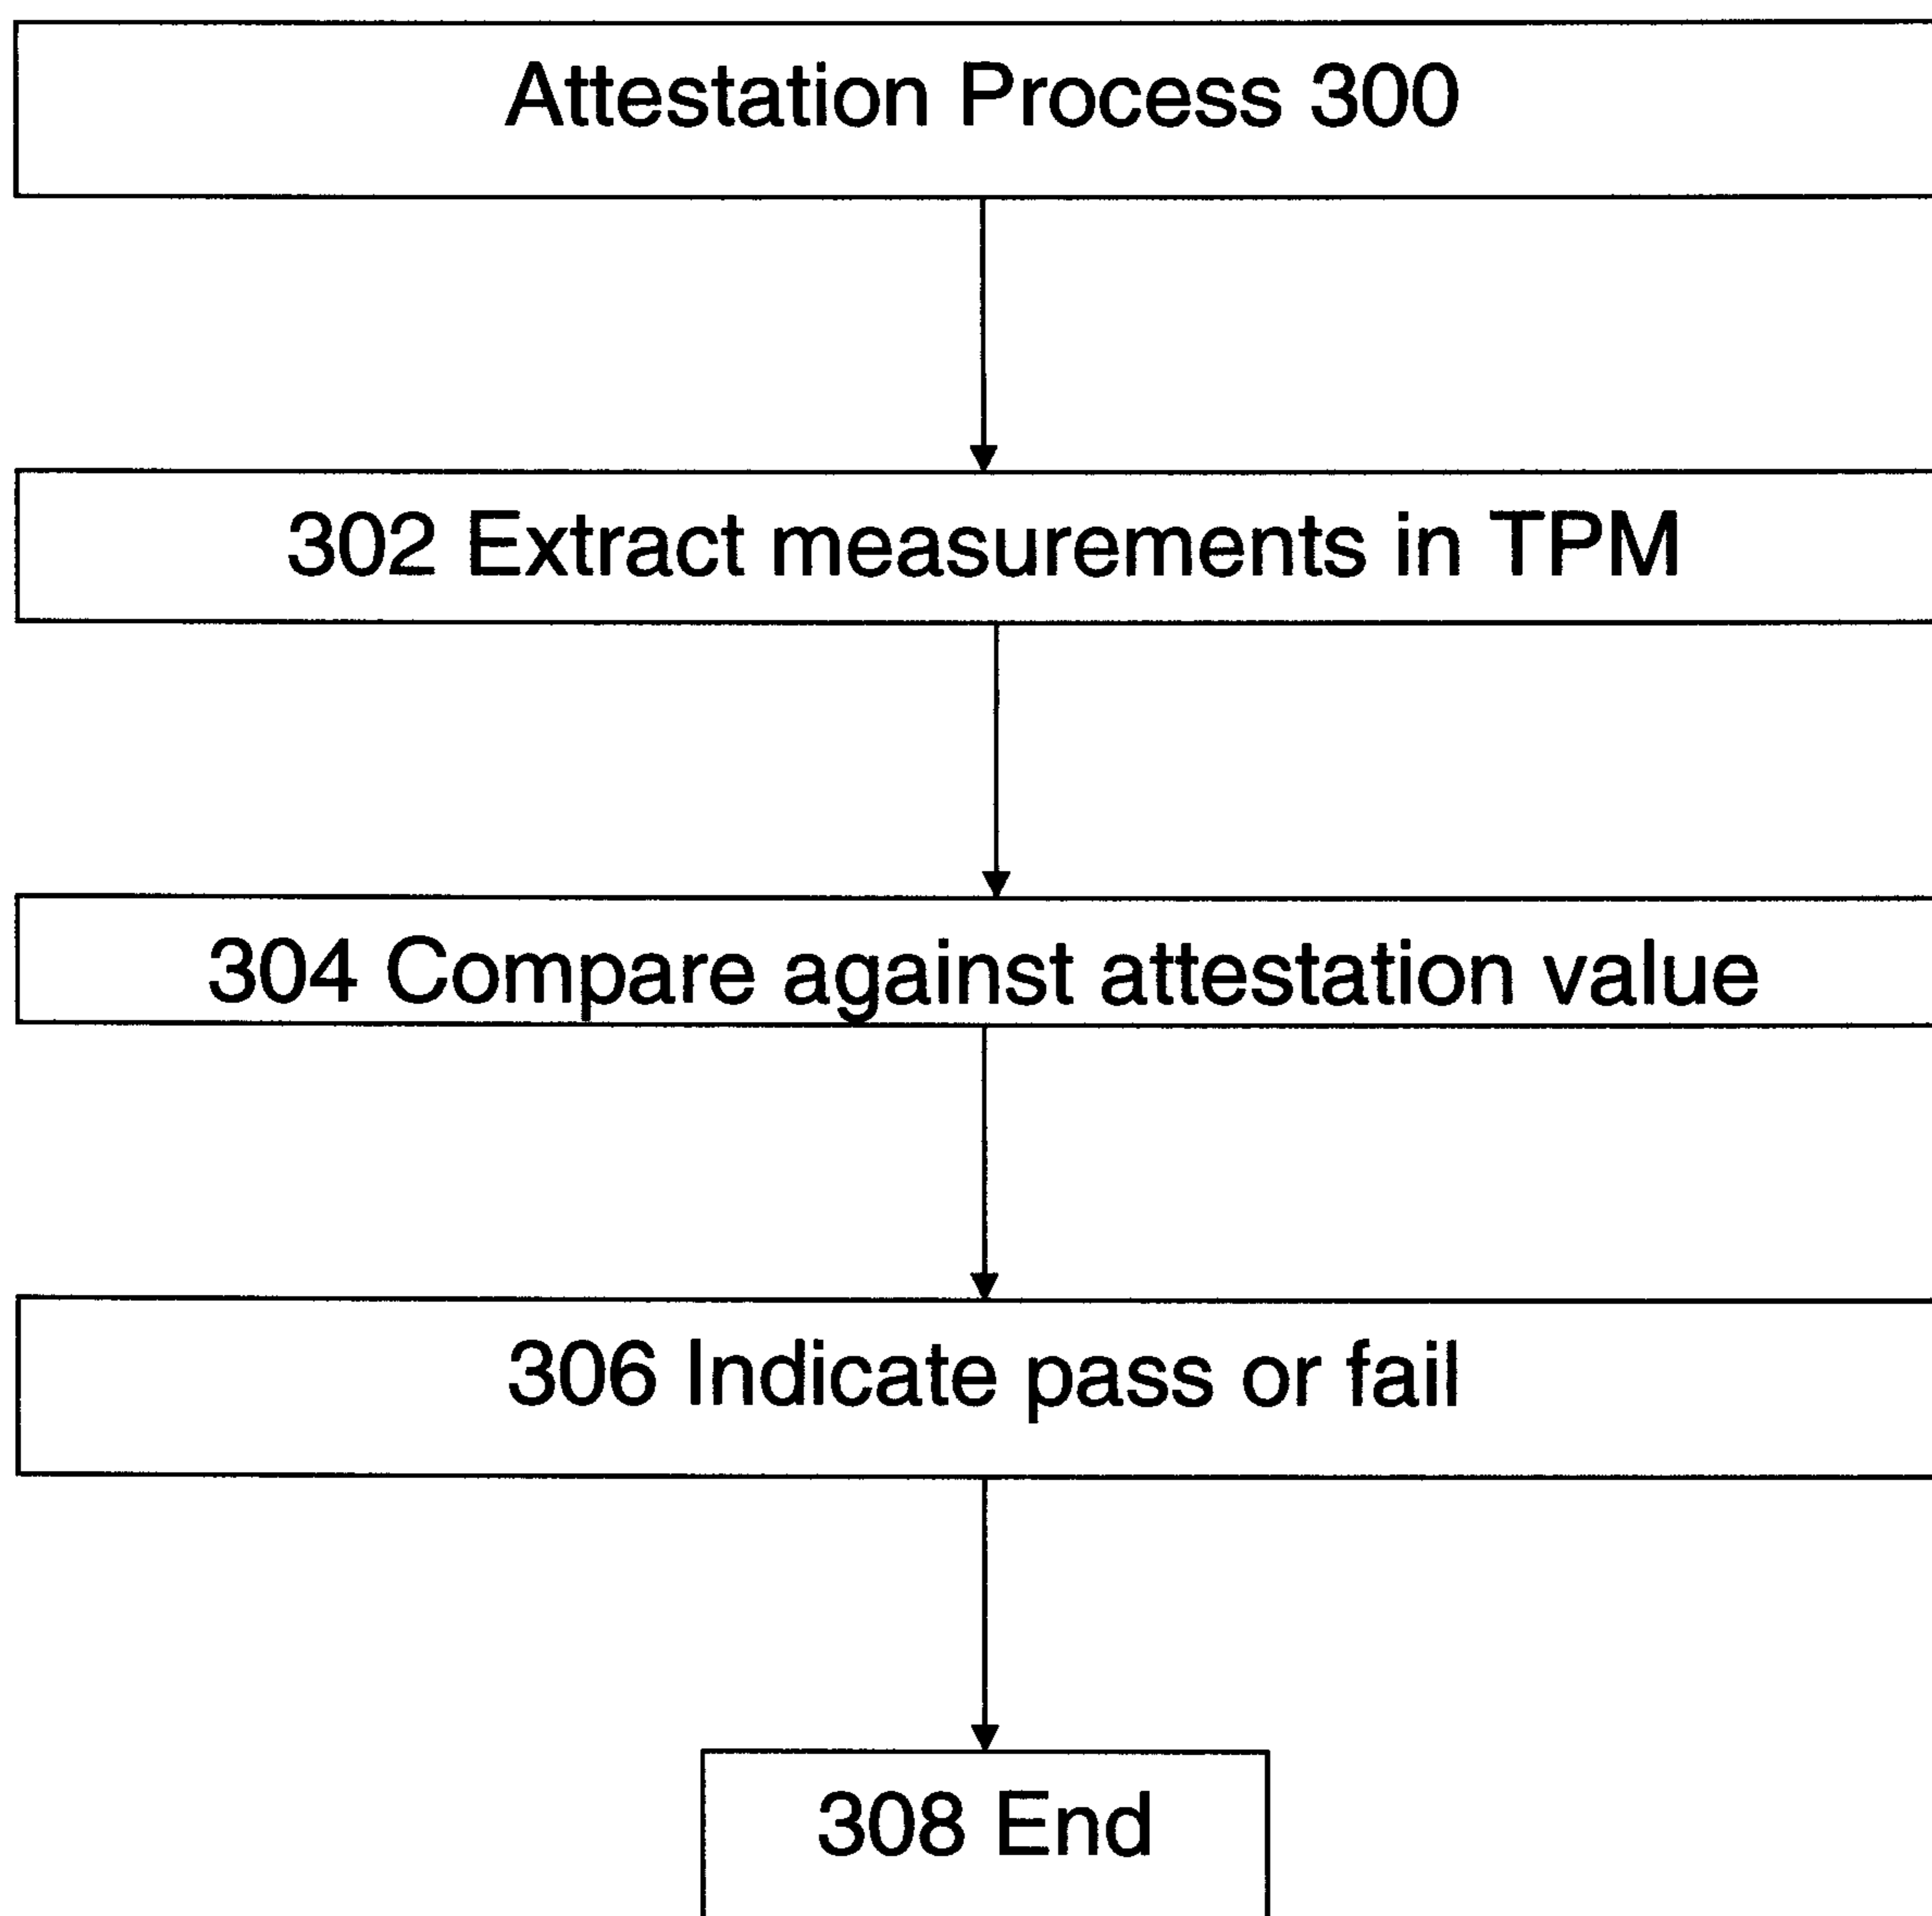 Attestation Process 300
302 Extract measurements in TPM
304 Compare against attestation value
306 Indicate pass or fail
308 End